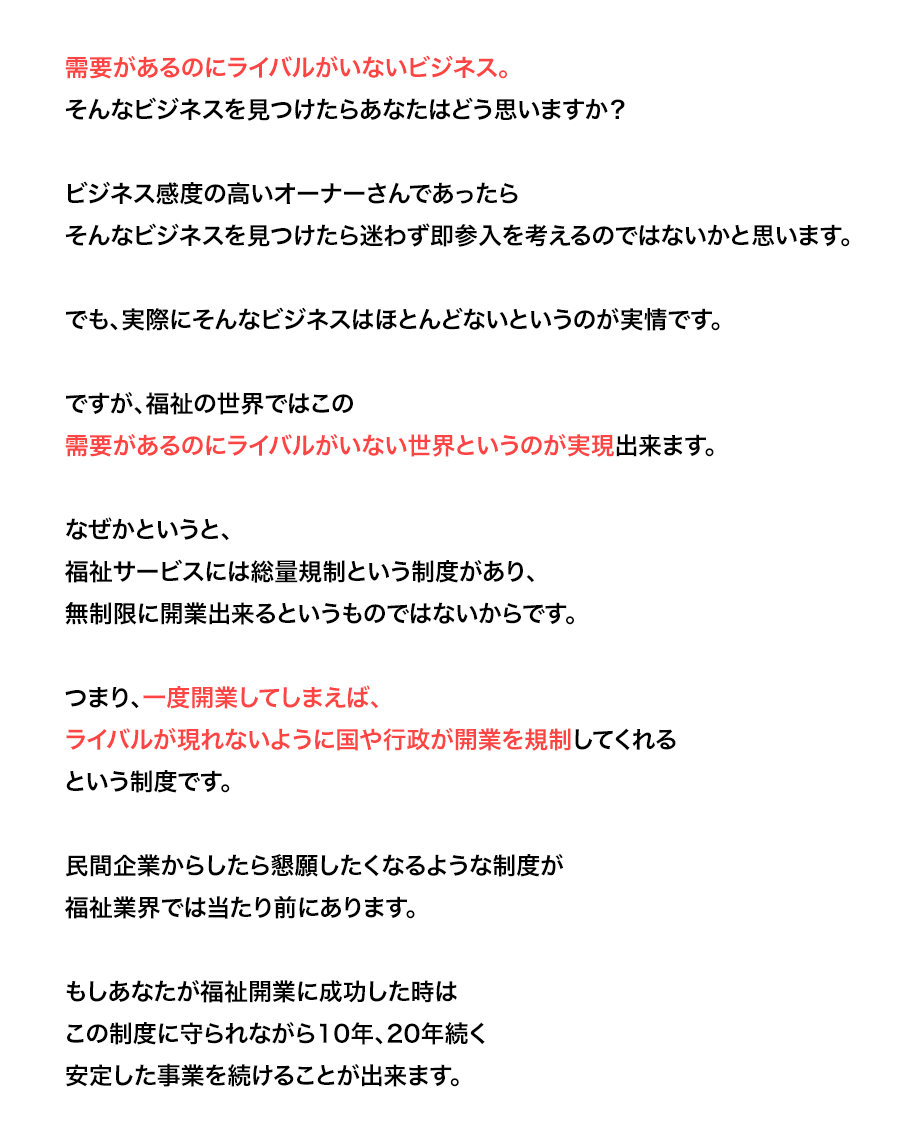 需要があるのにライバルがいないビジネス。
そんなビジネスを見つけたらあなたはどう思いますか？
ビジネス感度の高いオーナーさんであったら
そんなビジネスを見つけたら迷わず即参入を考えるのではないかと思います。
でも、実際にそんなビジネスはほとんどないというのが実情です。
ですが、福祉の世界ではこの
需要があるのにライバルがいない世界というのが実現出来ます。
なぜかというと、
福祉サービスには総量規制という制度があり、
無制限に開業出来るというものではないからです。
つまり、一度開業してしまえば、
ライバルが現れないように国や行政が開業を規制してくれる
という制度です。
民間企業からしたら懇願したくなるような制度が
福祉業界では当たり前にあります。
もしあなたが福祉開業に成功した時は
この制度に守られながら10年、20年続く
安定した事業を続けることが出来ます。